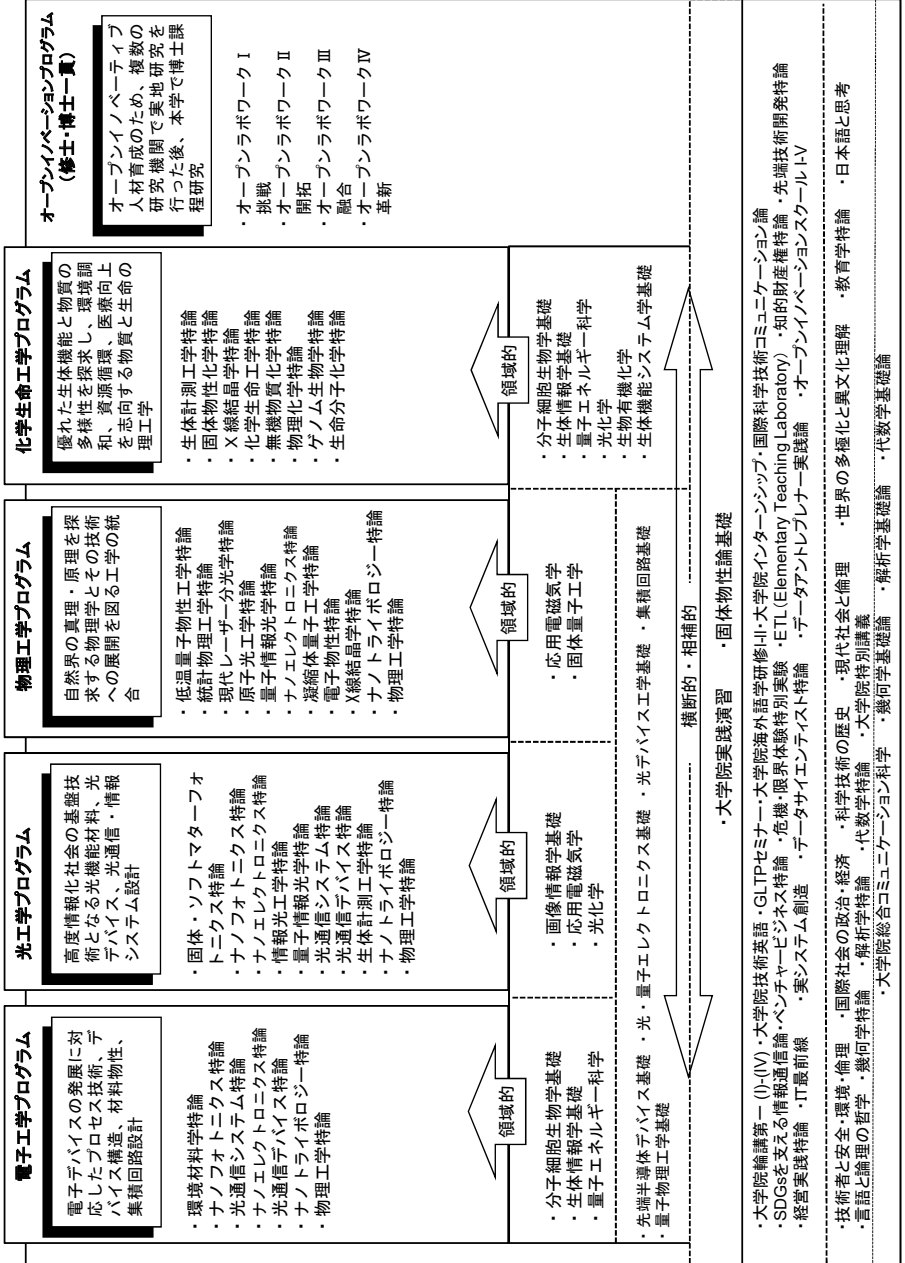 電子工学プログラム
電子デバイスの発展に対
応したプロセス技術、デ
バイス構造、材料物性、
集積回路設計
・環境材料学特論
・ナノフォトニクス特論
・光通信システム特論
・ナノエレクトロニクス特論
・光通信デバイス特論
・ナノトライボロジー特論
・物理工学特論
領域的
・分子細胞生物学基礎
・生体情報学基礎
・量子エネルギー科学
光工学プログラム
高度情報化社会の基盤技
術となる光機能材料、光
デバイス、光通信・情報
システム設計
・固体・ソフトマターフォ
トニクス特論
・ナノフォトニクス特論
・ナノエレクトロニクス特論
・情報光工学特論
・量子情報光学特論
・光通信システム特論
・光通信デバイス特論
・生体計測工学特論
・ナノトライボロジー特論
・物理工学特論
領域的
・画像情報学基礎
・応用電磁気学
・光化学
物理工学プログラム
自然界の真理・原理を探
求する物理学とその技術
への展開を図る工学の統
合
・低温量子物性工学特論
・統計物理工学特論
・現代レーザー分光学特論
・原子光工学特論
・量子情報光学特論
・ナノエレクトロニクス特論
・凝縮体量子工学特論
・電子物性特論
・X線結晶学特論
・ナノトライボロジー特論
・物理工学特論
領域的
・応用電磁気学
・固体量子工学
・先端半導体デバイス基礎 ・光・量子エレクトロニクス基礎 ・光デバイス工学基礎 ・集積回路基礎
・量子物理工学基礎
化学生命工学プログラム
優れた生体機能と物質の
多様性を探求し、環境調
和、資源循環、医療向上
を志向する物質と生命の
理工学
・生体計測工学特論
・固体物性化学特論
・X線結晶学特論
・化学生命工学特論
・無機物質化学特論
・物理化学特論
・ゲノム生物学特論
・生命分子化学特論
領域的
・分子細胞生物学基礎
・生体情報学基礎
・量子エネルギー科学
・光化学
・生物有機化学
・生体機能システム学基礎
オープンイノベーションプログラム
(修士・博士一貫)
オープンイノベーティブ
人材育成のため、複数の
研究機関で実地研究を
行った後、本学で博士課
程研究
・オープンラボワークⅠ
挑戦
・オープンラボワークⅡ
開拓
・オープンラボワークⅢ
融合
・オープンラボワークⅣ
革新
横断的・相補的
・大学院実践演習 ・固体物性論基礎
・大学院輪講第一 (I)-(IV) ・大学院技術英語 ・GLTPセミナー・大学院海外語学研修I-II・大学院インターンシップ・国際科学技術コミュニケーション論
・SDGsを支える情報通信論・ベンチャービジネス特論 ・危機・限界体験特別実験 ・ETL(Elementary Teaching Laboratory) ・知的財産権特論 ・先端技術開発特論
・経営実践特論 ・IT最前線 ・実システム創造 ・データサイエンティスト特論 ・データアントレプレナー実践論 ・オープンイノベーションスクール I-V
・技術者と安全・環境・倫理 ・国際社会の政治・経済 ・科学技術の歴史 ・現代社会と倫理 ・世界の多極化と異文化理解 ・教育学特論 ・日本語と思考
・言語と論理の哲学 ・幾何学特論 ・解析学特論 ・代数学特論 ・大学院特別講義
・大学院総合コミュニケーション科学 ・幾何学基礎論 ・解析学基礎論 ・代数学基礎論